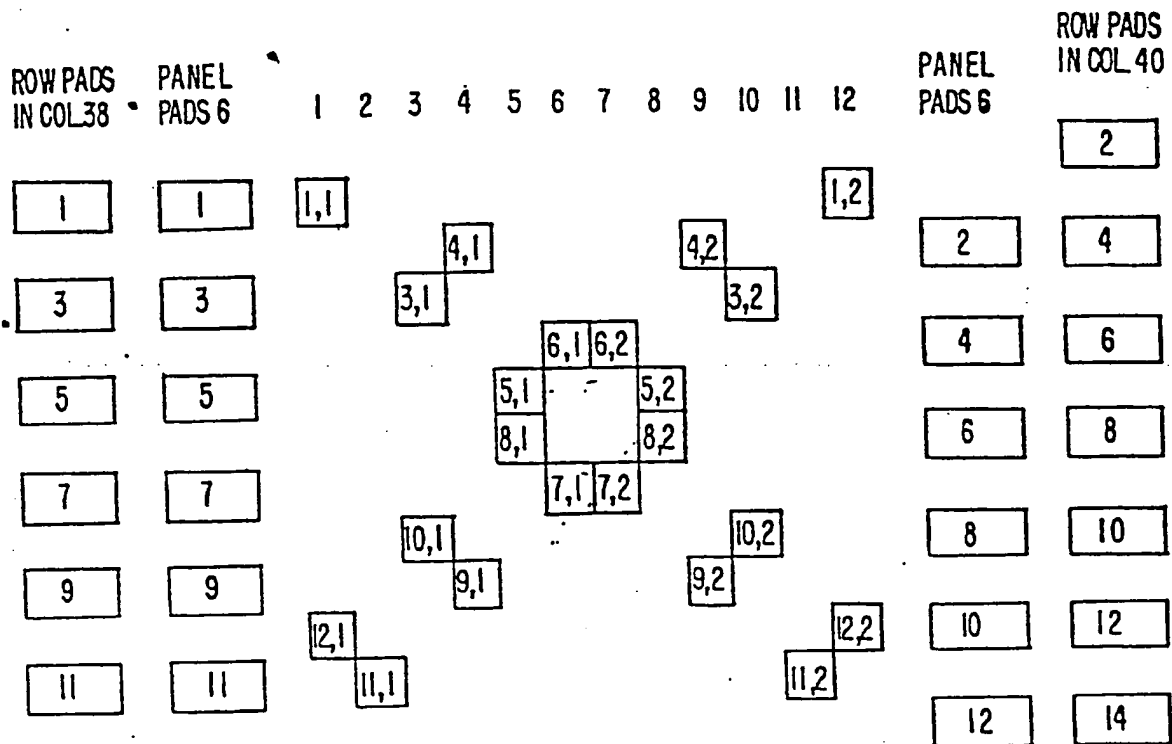 ROW PADS
IN COL.40
ROW PADS PANEL PANEL
IN COL.38 PADS 6 1 2 3 4 5 6 7 8 9 10 11 12 PADS 6
2
1 1 1,1 1,2
4,1 4,2 2 4
3 3 3,1 3,2
6,1 6,2 4 6
5 5 5,1 5,2
8,1 8,2 6 8
7 7 7,1 7,2
10,1 10,2 8 10
9 9 9,1 9,2
12,1 12,2 10 12
11 11 11,1 11,2
12 14